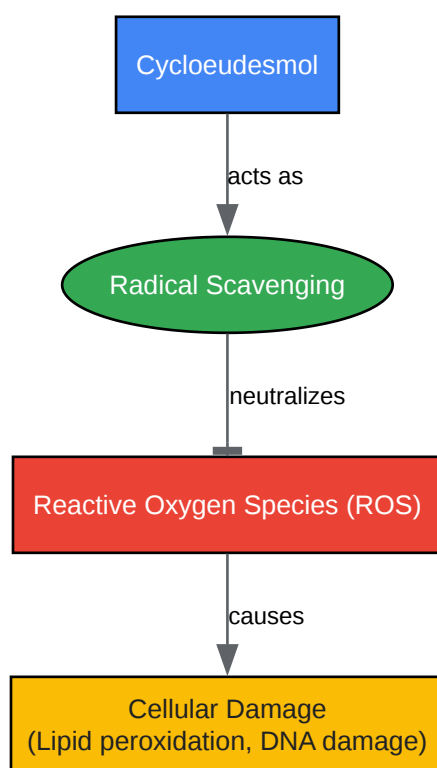 Cycloeudesmol
acts as
Radical Scavenging
neutralizes
Reactive Oxygen Species (ROS)
causes
Cellular Damage
(Lipid peroxidation, DNA damage)